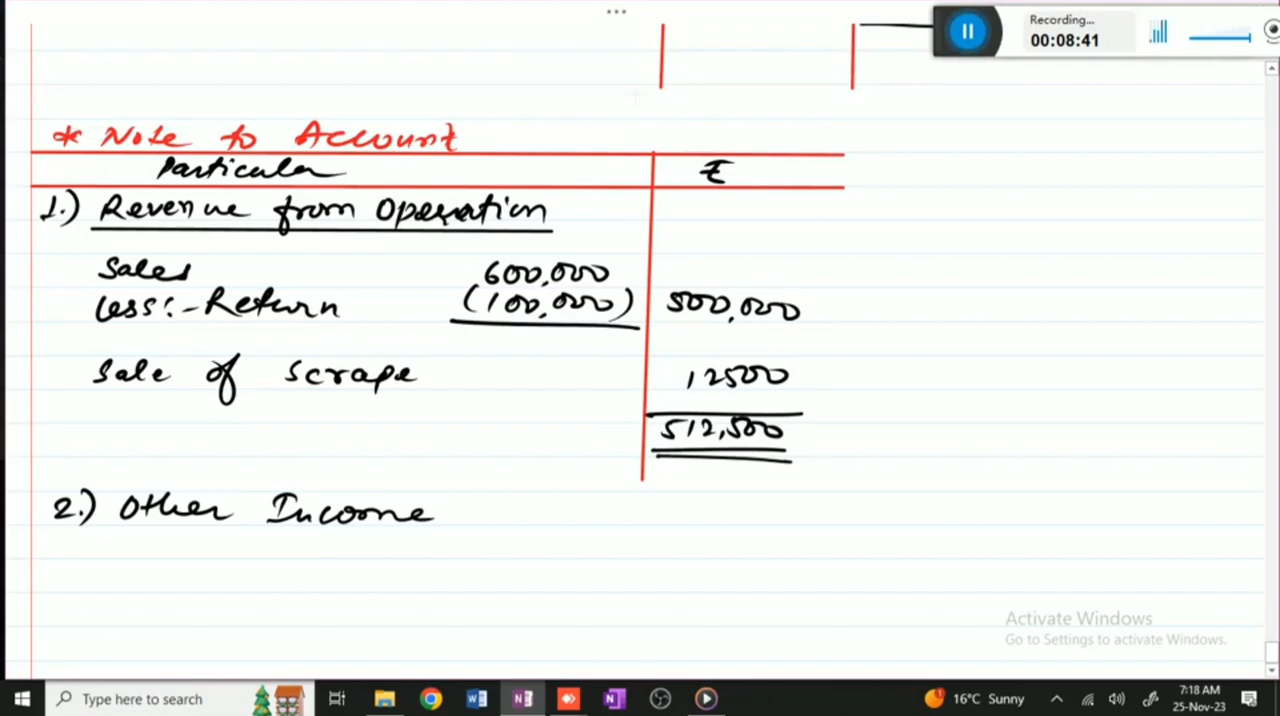 Recording...
00:08:41
* Note to Account
Particular ₹
1.) Revenue from Operation
Sales 600,000
Less:- Return (100,000) 500,000
Sale of Scrape 12500
512,500
2.) Other Income
Activate Windows
Go to Settings to activate Windows.
Type here to search
16°C Sunny
7:18 AM
25-Nov-23